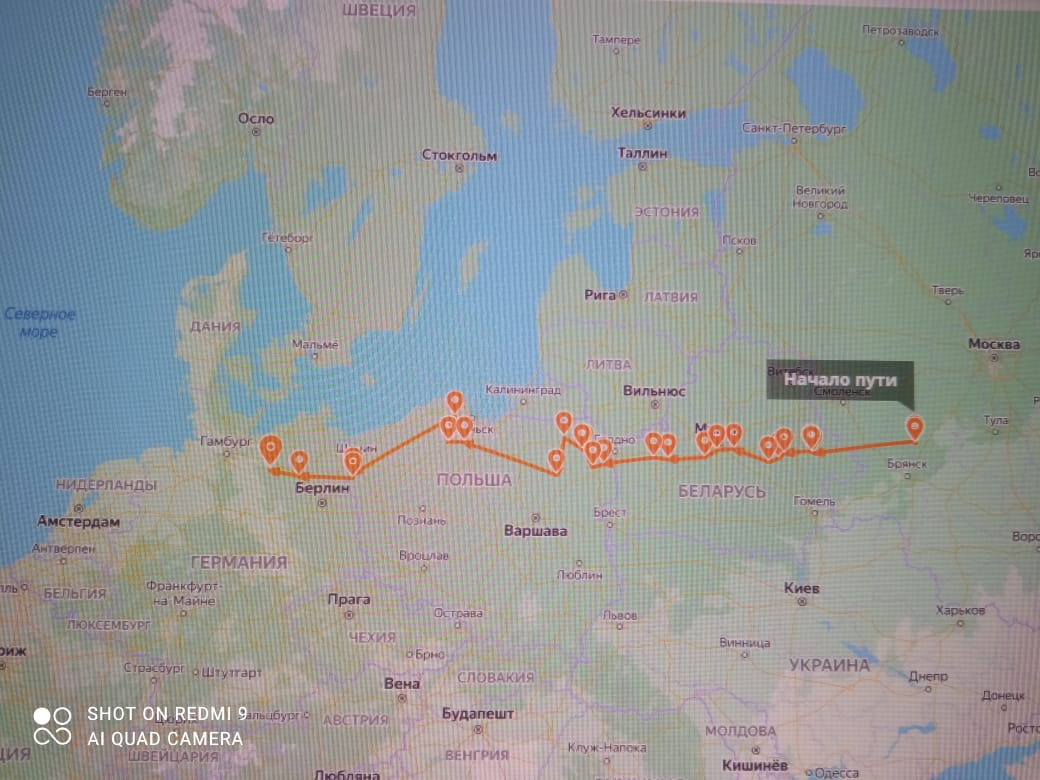 ШВЕЦИЯ
Тампере
Петрозаводск
Берген
Осло
Хельсинки
Санкт-Петербург
Стокгольм
Таллин
Великий
Новгород
Череповец
ЭСТОНИЯ
Гётеборг
Псков
Рига
ЛАТВИЯ
Тверь
Северное
море
ДАНИЯ
Мальмё
Москва
ЛИТВА
Витебск
Начало пути
Калининград
Вильнюс
Смоленск
Тула
Гамбург
Брянск
НИДЕРЛАНДЫ
Берлин
ПОЛЬША
БЕЛАРУСЬ
Гомель
Амстердам
Познань
Варшава
Брест
Антверпен
Вроцлав
ГЕРМАНИЯ
Люблин
БЕЛЬГИЯ
Франкфурт-
на-Майне
Прага
Киев
Острава
Львов
Харьков
ЛЮКСЕМБУРГ
ЧЕХИЯ
Винница
Брно
Страсбург
Штутгарт
СЛОВАКИЯ
УКРАИНА
Днепр
Вена
Донецк
Будапешт
АВСТРИЯ
МОЛДОВА
SHOT ON REDMI 9
AI QUAD CAMERA
ШВЕЙЦАРИЯ
ВЕНГРИЯ
Клуж-Напока
Кишинёв
Одесса
Любляна